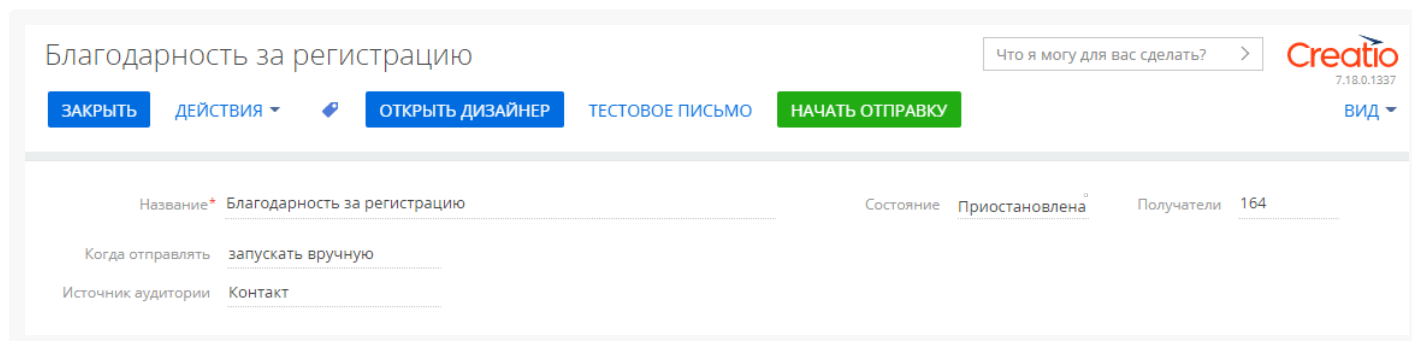 Благодарность за регистрацию
Что я могу для вас сделать?
Creatio
7.18.0.1337
ЗАКРЫТЬ ДЕЙСТВИЯ ОТКРЫТЬ ДИЗАЙНЕР ТЕСТОВОЕ ПИСЬМО НАЧАТЬ ОТПРАВКУ ВИД
Название* Благодарность за регистрацию Состояние Приостановлена Получатели 164
Когда отправлять запускать вручную
Источник аудитории Контакт